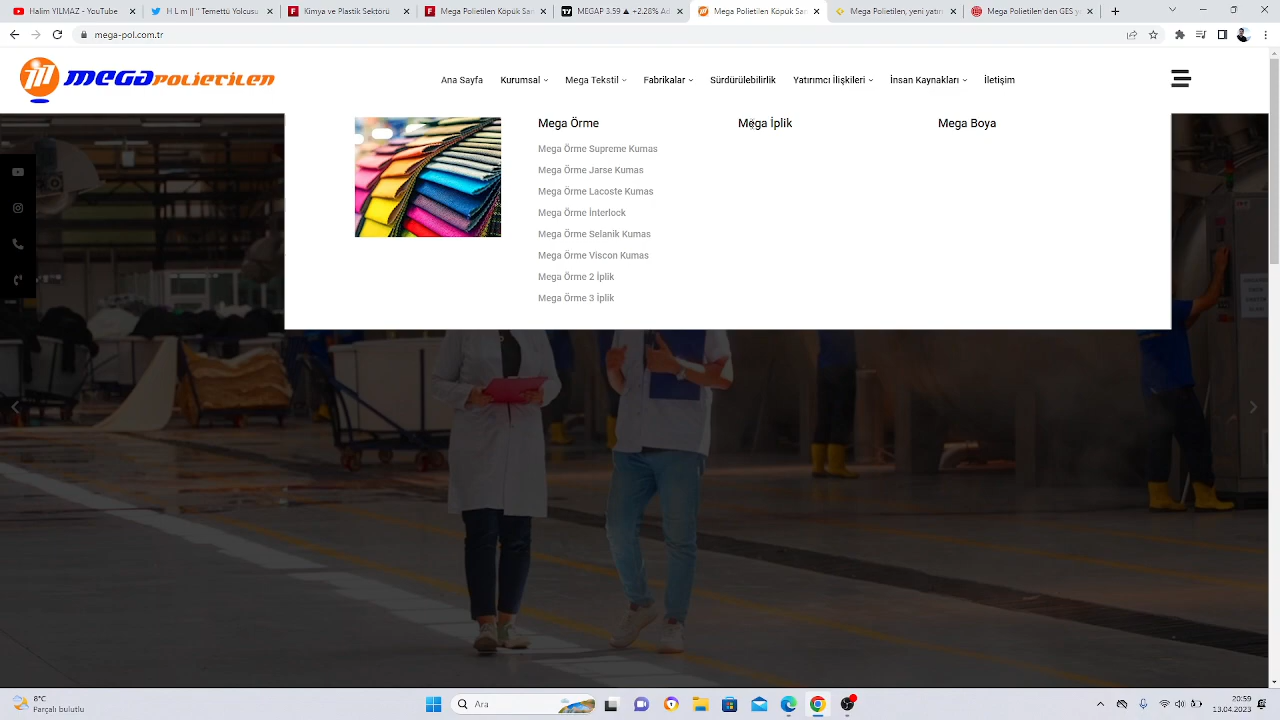 Halim YILMAZ - YouTube
M ıl m || " Temettü Yolcusu
Kimya ve Plastik Sektörü
F
Mega Polietilen Köpük San
MEGAP 3.59 ▲ +2.28% Ad
Mega Polietilen Köpük San
Mega Polietilen yeni yatırı
Mega Polietilen'den GES ya
mega-pol.com.tr
m MEGAPOLIETILEN
Ana Sayfa Kurumsal Mega Tekstil Fabrikalar Sürdürülebilirlik Yatırımcı İlişkileri İnsan Kaynakları İletişim
Mega Örme
Mega Örme Supreme Kumas
Mega Örme Jarse Kumas
Mega Örme Lacoste Kumas
Mega Örme İnterlock
Mega Örme Selanik Kumas
Mega Örme Viscon Kumas
Mega Örme 2 İplik
Mega Örme 3 İplik
Mega İplik
Mega Boya
8°C
Parçalı bulutlu
Ara
20:59
13.04.2023